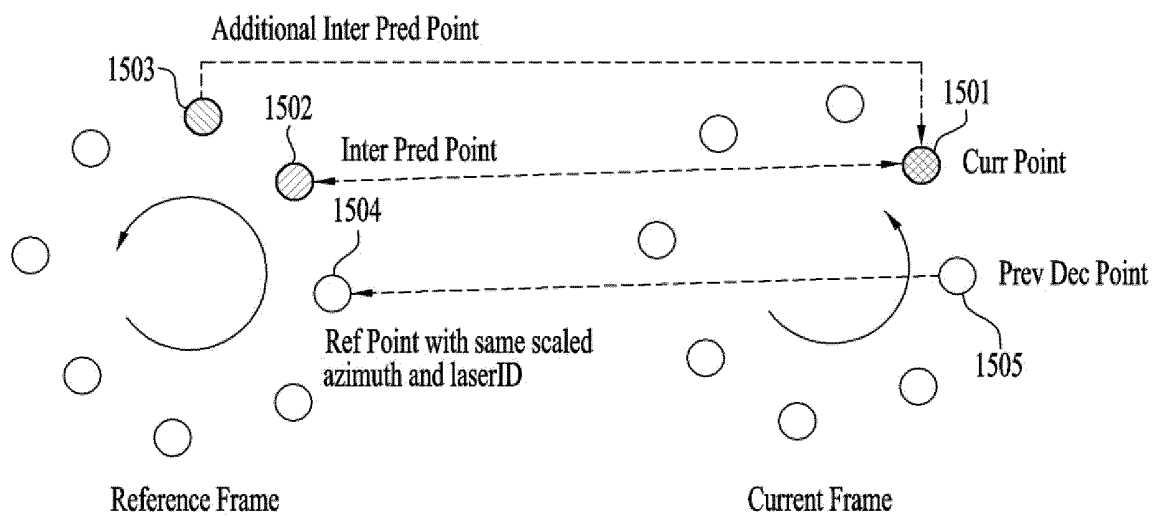 Additional Inter Pred Point
1503
1502
1501
Inter Pred Point
Curr Point
1504
Prev Dec Point
Ref Point with same scaled
azimuth and laserID
1505
Reference Frame
Current Frame